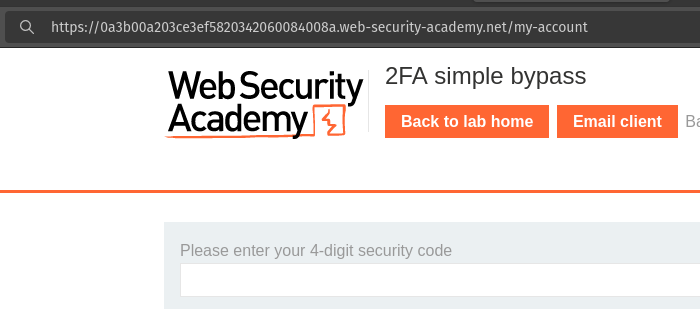 https://0a3b00a203ce3ef5820342060084008a.web-security-academy.net/my-account
2FA simple bypass
Web Security
Academy
Back to lab home
Email client
Please enter your 4-digit security code